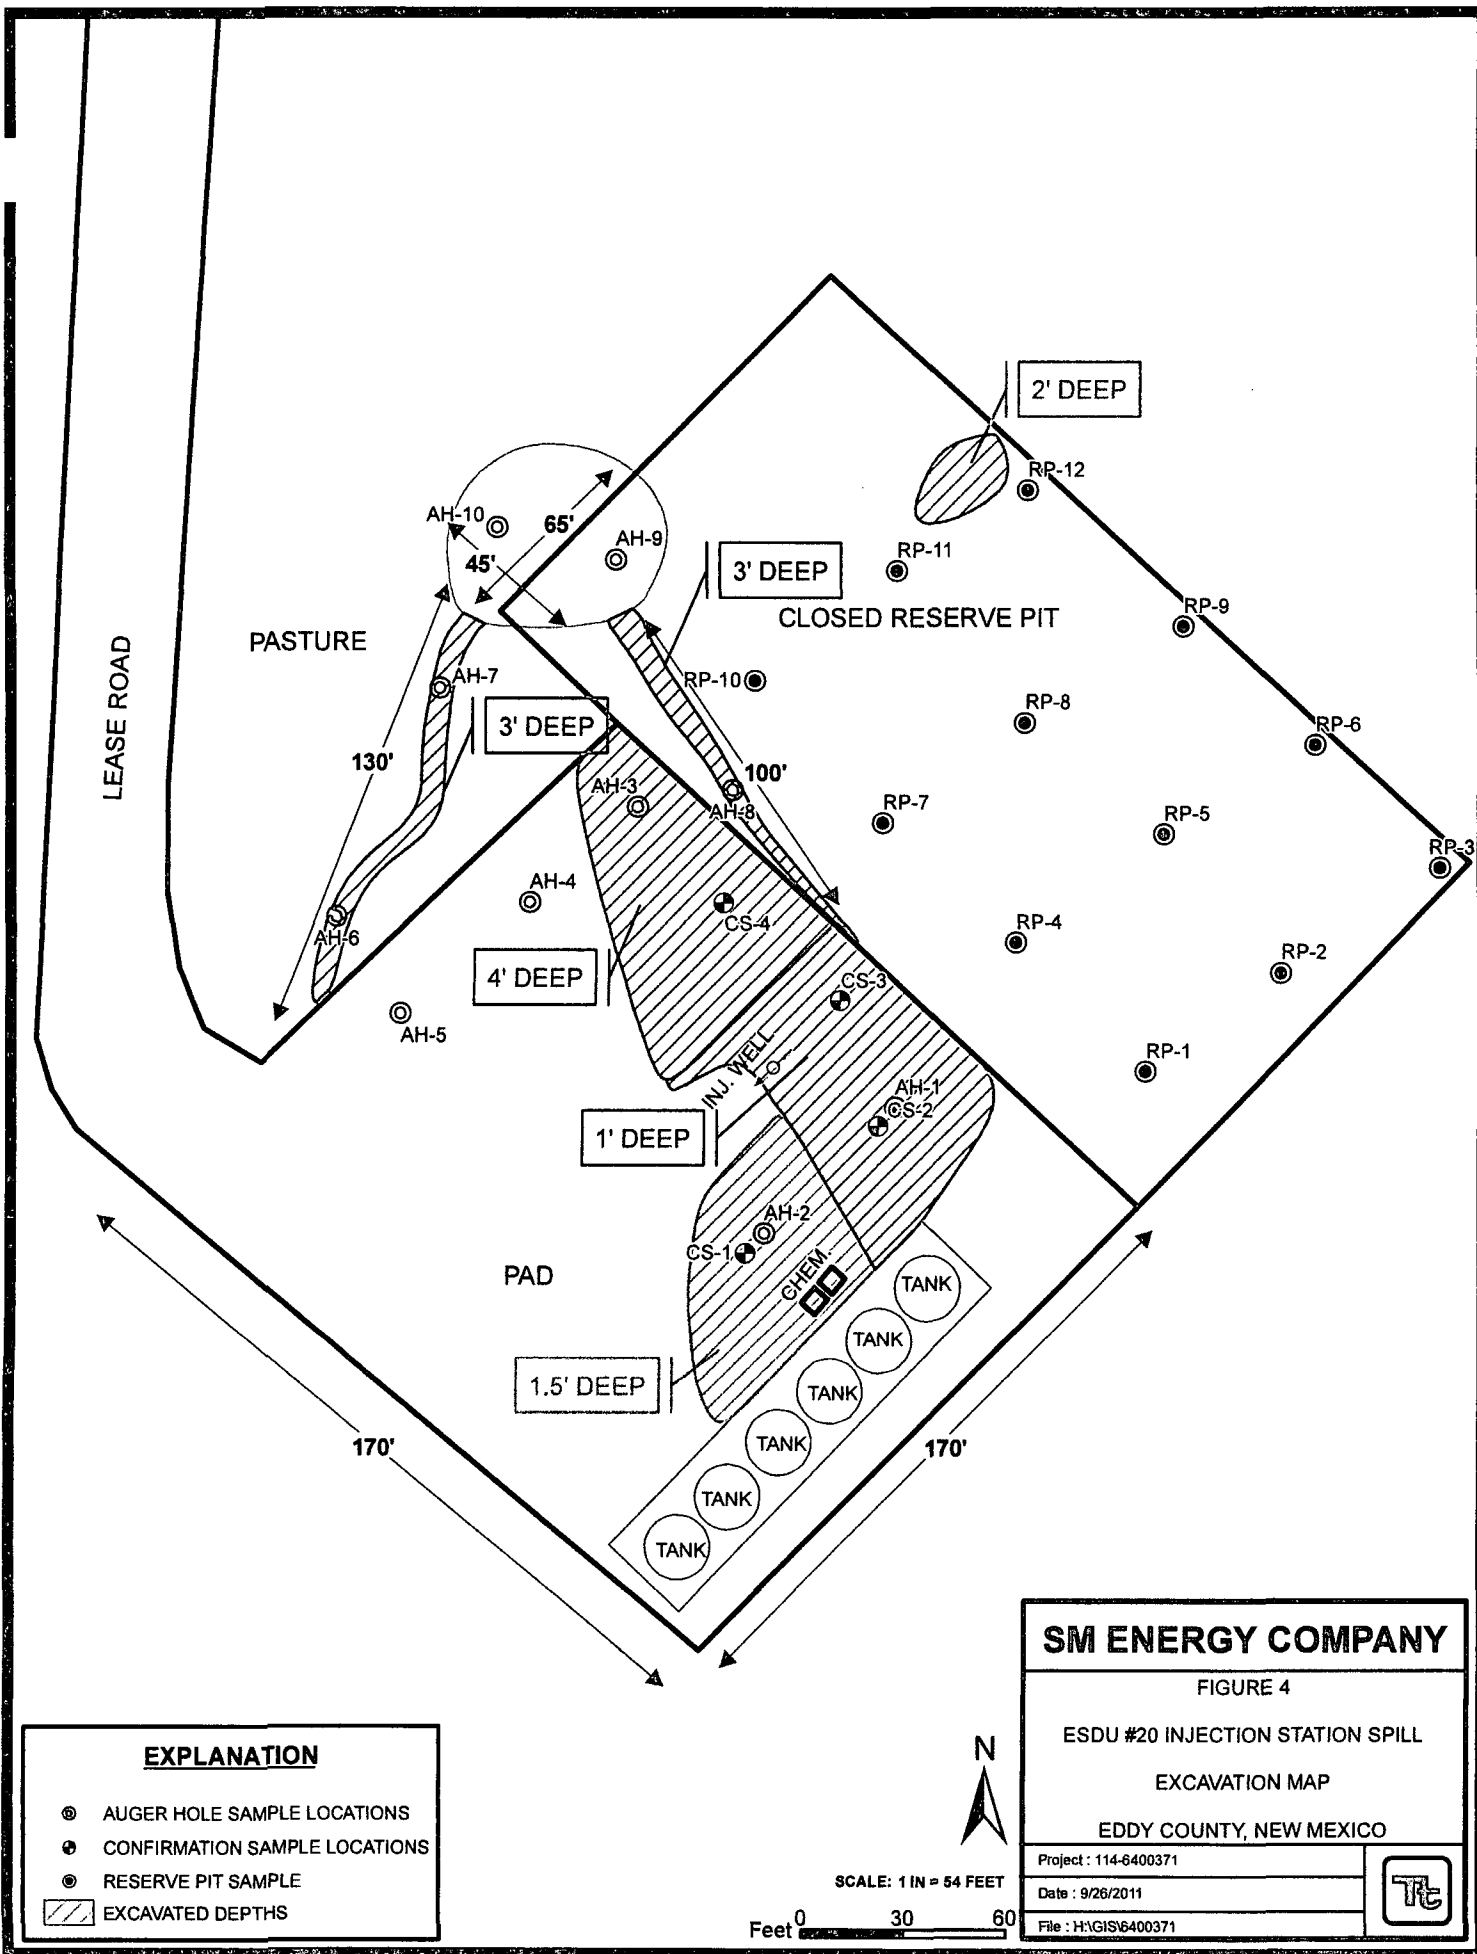 2' DEEP
RP-12
AH-10
65'
AH-9
RP-11
45'
3' DEEP
CLOSED RESERVE PIT
RP-9
PASTURE
LEASE ROAD
AH-7
RP-10
RP-8
3' DEEP
RP-6
130'
100'
AH-3
AH-8
RP-7
RP-5
RP-3
AH-4
CS-4
AH-6
RP-4
RP-2
4' DEEP
CS-3
AH-5
RP-1
INJ. WELL
AH-1
CS-2
1' DEEP
AH-2
CS-1
CHEM.
PAD
TANK
TANK
1.5' DEEP
TANK
TANK
TANK
TANK
170'
170'
EXPLANATION
AUGER HOLE SAMPLE LOCATIONS
CONFIRMATION SAMPLE LOCATIONS
RESERVE PIT SAMPLE
EXCAVATED DEPTHS
N
SCALE: 1 IN = 54 FEET
Feet 0 30 60
SM ENERGY COMPANY
FIGURE 4
ESDU #20 INJECTION STATION SPILL
EXCAVATION MAP
EDDY COUNTY, NEW MEXICO
Project : 114-6400371
Date : 9/26/2011
File : H:\GIS\6400371
Tt